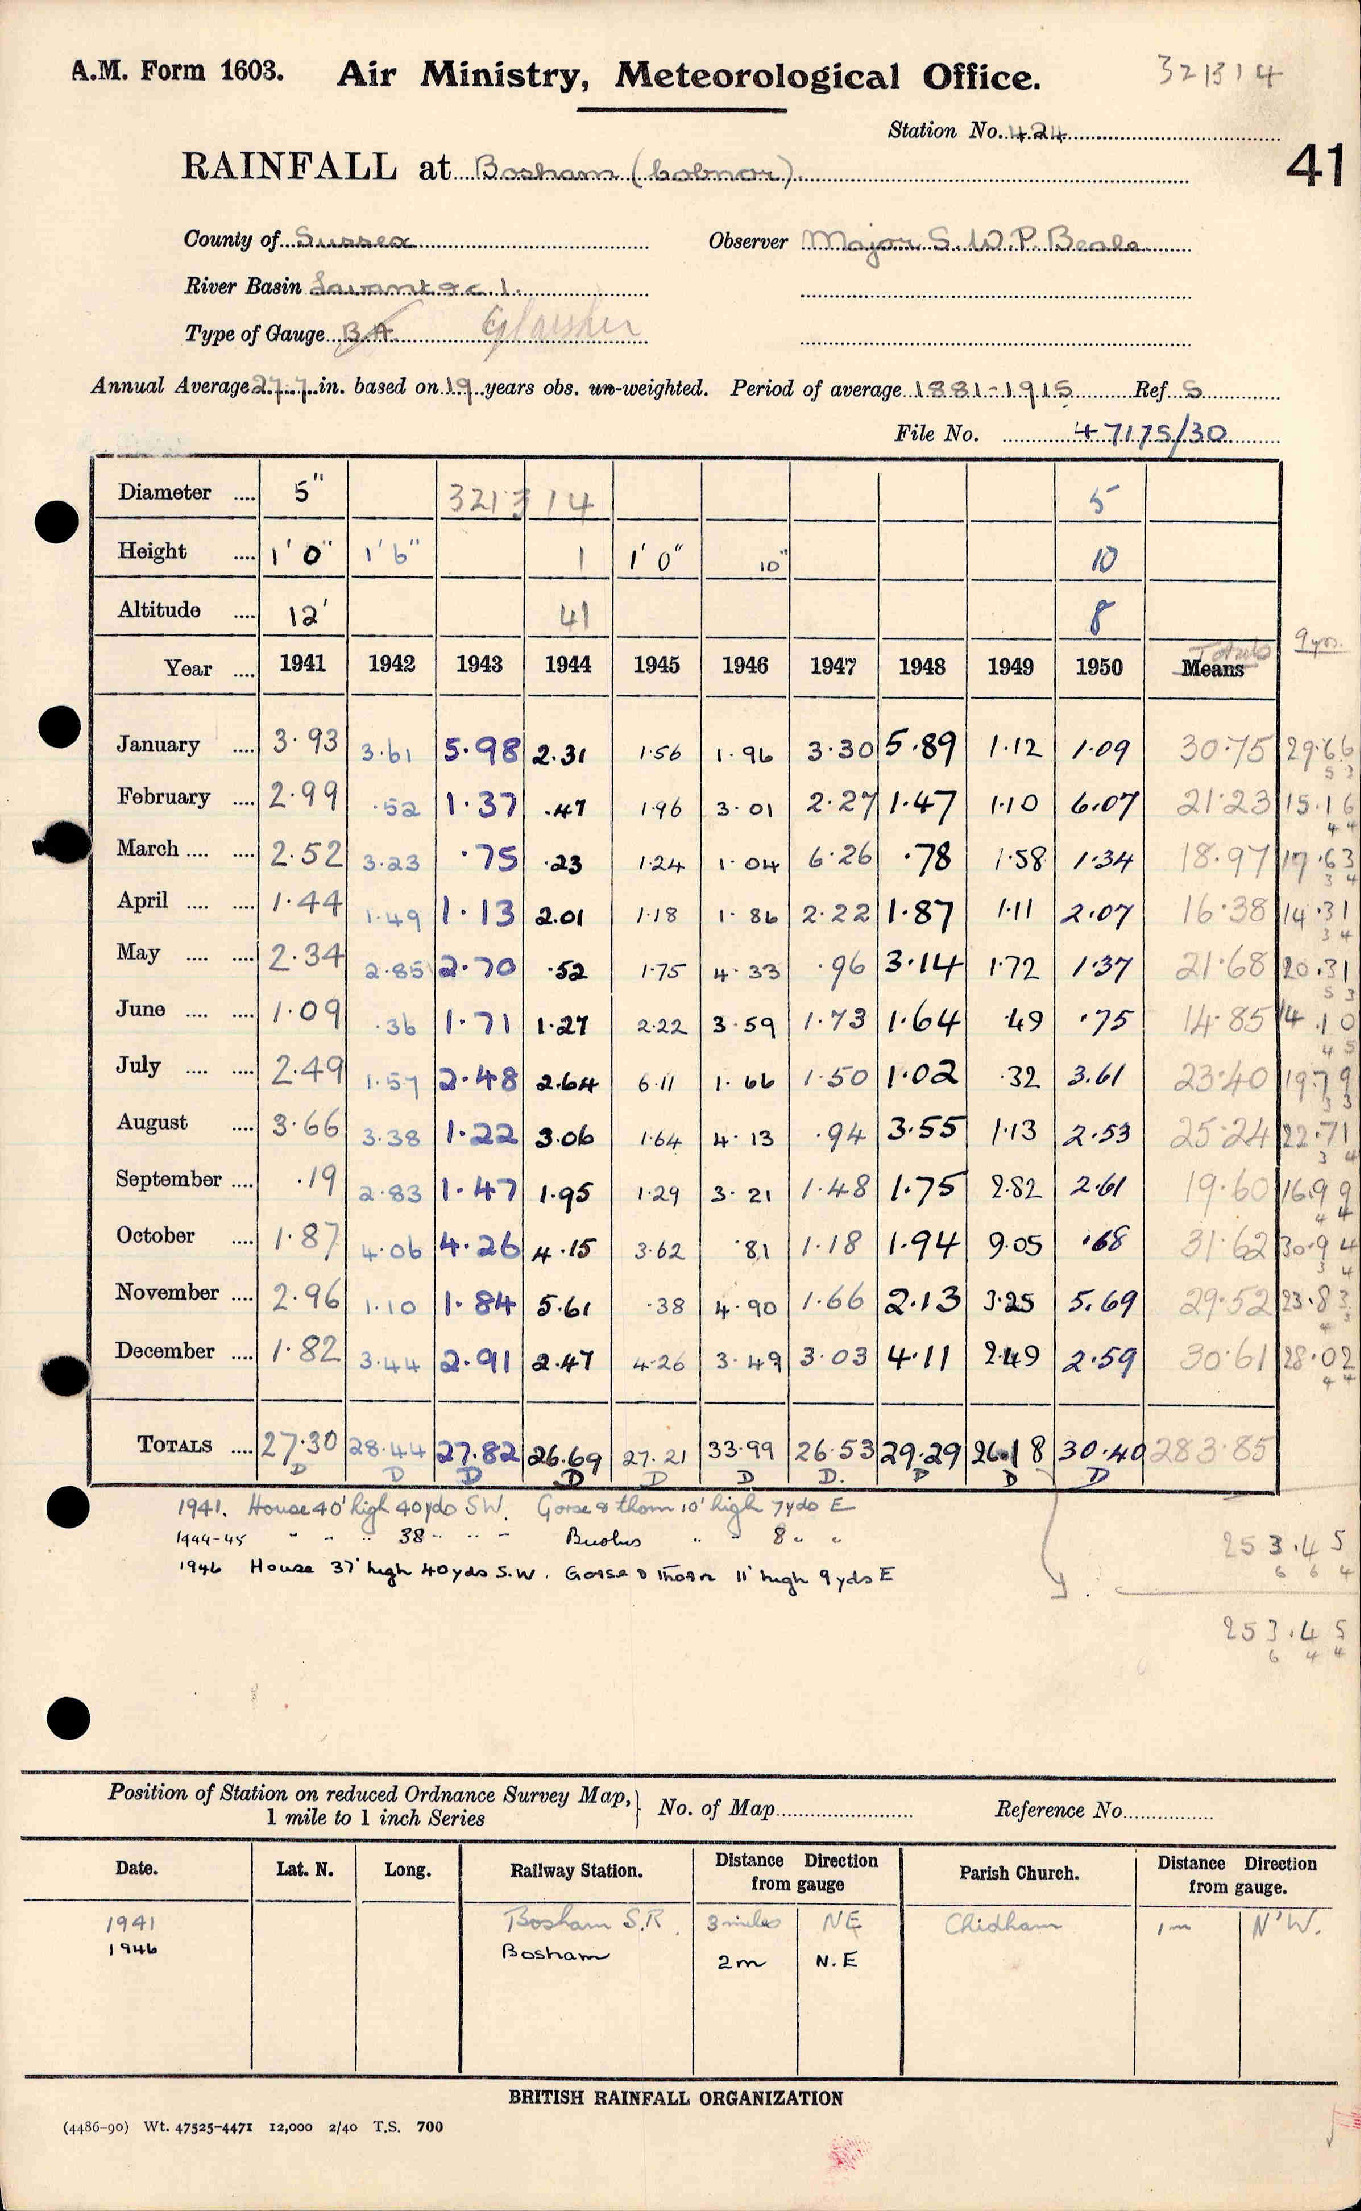 A.M. Form 1603. Air Ministry, Meteorological Office. 321314
Station No. 424
41
RAINFALL at Bosham (Cobnor).
County of Sussex Observer Major S. W. P. Beale
River Basin Lavant &c 1.
Type of Gauge B.A. Glaisher
Annual Average 27.7 in. based on 19 years obs. un-weighted. Period of average 1881-1915 Ref S
File No. 47175/30
Diameter .... 5" 321314 5
Height .... 1' 0" 1' 6" 1 1' 0" 10" 10
Altitude .... 12' 41 8
Year .... 1941 1942 1943 1944 1945 1946 1947 1948 1949 1950 Means Totals 9 yrs.
January .... 3.93 3.61 5.98 2.31 1.56 1.96 3.30 5.89 1.12 1.09 30.75 29.66
February .... 2.99 .52 1.37 .47 1.96 3.01 2.27 1.47 1.10 6.07 21.23 15.16
March .... .... 2.52 3.23 .75 .23 1.24 1.04 6.26 .78 1.58 1.34 18.97 17.63
April .... .... 1.44 1.49 1.13 2.01 1.18 1.86 2.22 1.87 1.11 2.07 16.38 14.31
May .... .... 2.34 2.85 2.70 .52 1.75 4.33 .96 3.14 1.72 1.37 21.68 20.31
June .... .... 1.09 .36 1.71 1.27 2.22 3.59 1.73 1.64 .49 .75 14.85 14.10
July .... .... 2.49 1.57 2.48 2.64 6.11 1.66 1.50 1.02 .32 3.61 23.40 19.79
August .... 3.66 3.38 1.22 3.06 1.64 4.13 .94 3.55 1.13 2.53 25.24 22.71
September .... .19 2.83 1.47 1.95 1.29 3.21 1.48 1.75 2.82 2.61 19.60 16.99
October .... 1.87 4.06 4.26 4.15 3.62 .81 1.18 1.94 9.05 .68 31.62 30.94
November .... 2.96 1.10 1.84 5.61 .38 4.90 1.66 2.13 3.25 5.69 29.52 23.83
December .... 1.82 3.44 2.91 2.47 4.26 3.49 3.03 4.11 2.49 2.59 30.61 28.02
TOTALS .... 27.30 28.44 27.82 26.69 27.21 33.99 26.53 29.29 26.18 30.40 283.85
D D D D D D D. D D D
1941. House 40' high 40 yds SW. Gorse & thorn 10' high 7 yds E
1944-45 " " " 38 " " " Bushes " " 8 " "
253.45
1946 House 37' high 40 yds S.W. Gorse & Thorn 11' high 9 yds E
253.45
Position of Station on reduced Ordnance Survey Map, 1 mile to 1 inch Series No. of Map Reference No.
Date. Lat. N. Long. Railway Station. Distance Direction from gauge Parish Church. Distance Direction from gauge.
1941 Bosham S.R. 3 miles NE Chidham 1 m N'W.
1946 Bosham 2m N.E
BRITISH RAINFALL ORGANIZATION
(4486-90) Wt. 47525-4471 12,000 2/40 T.S. 700